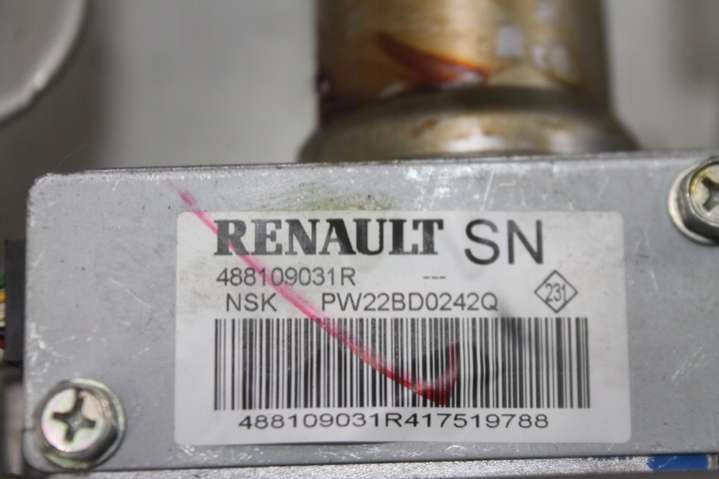 RENAULT SN
488109031R ---
NSK PW22BD0242Q 231
488109031R417519788